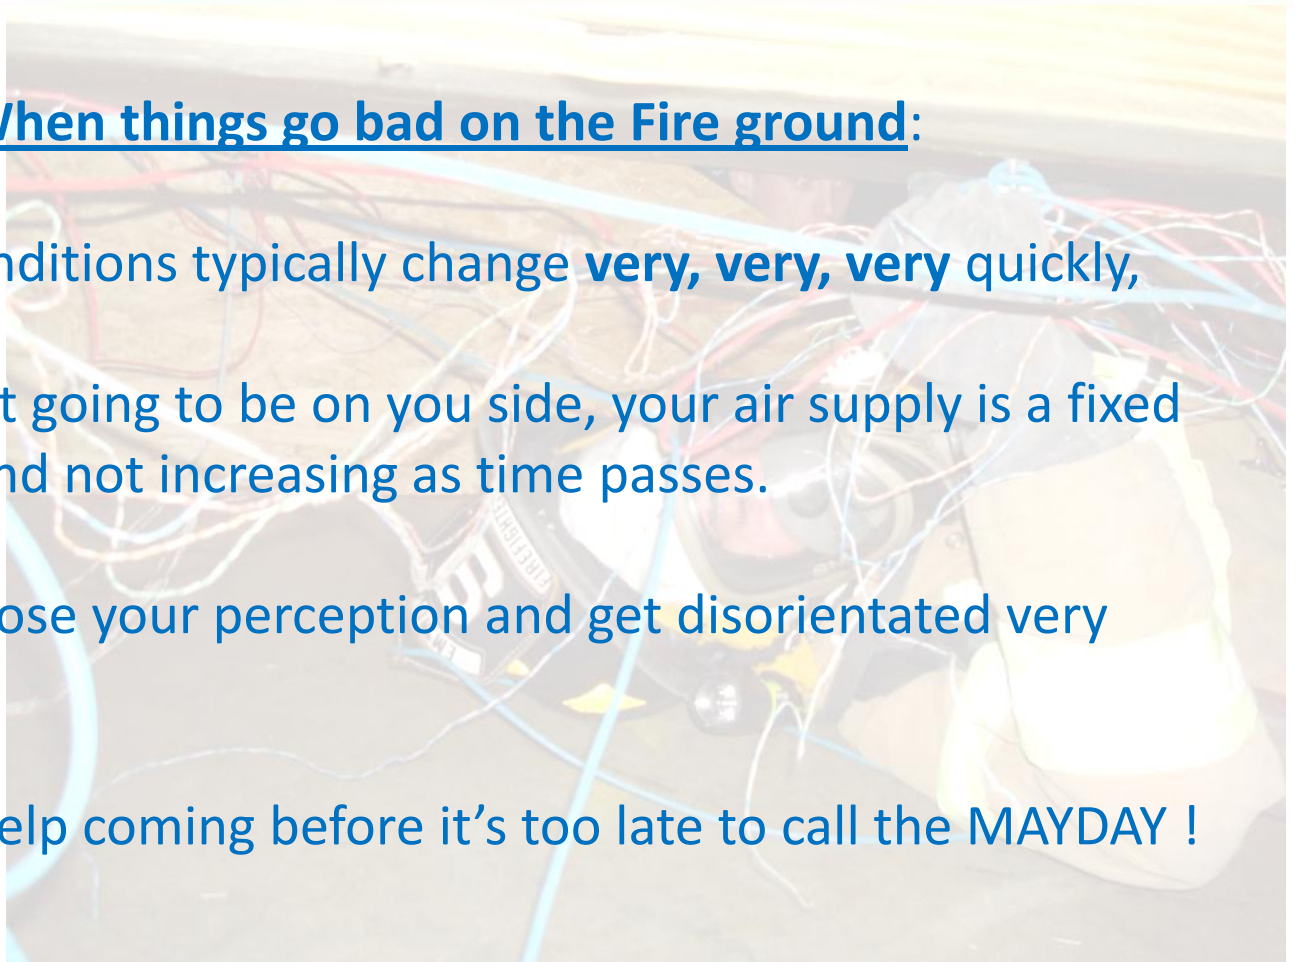 When things go bad on the Fire ground:
nditions typically change very, very, very quickly,
t going to be on you side, your air supply is a fixed
nd not increasing as time passes.
FIREFIGHTER
ose your perception and get disorientated very
elp coming before it's too late to call the MAYDAY !